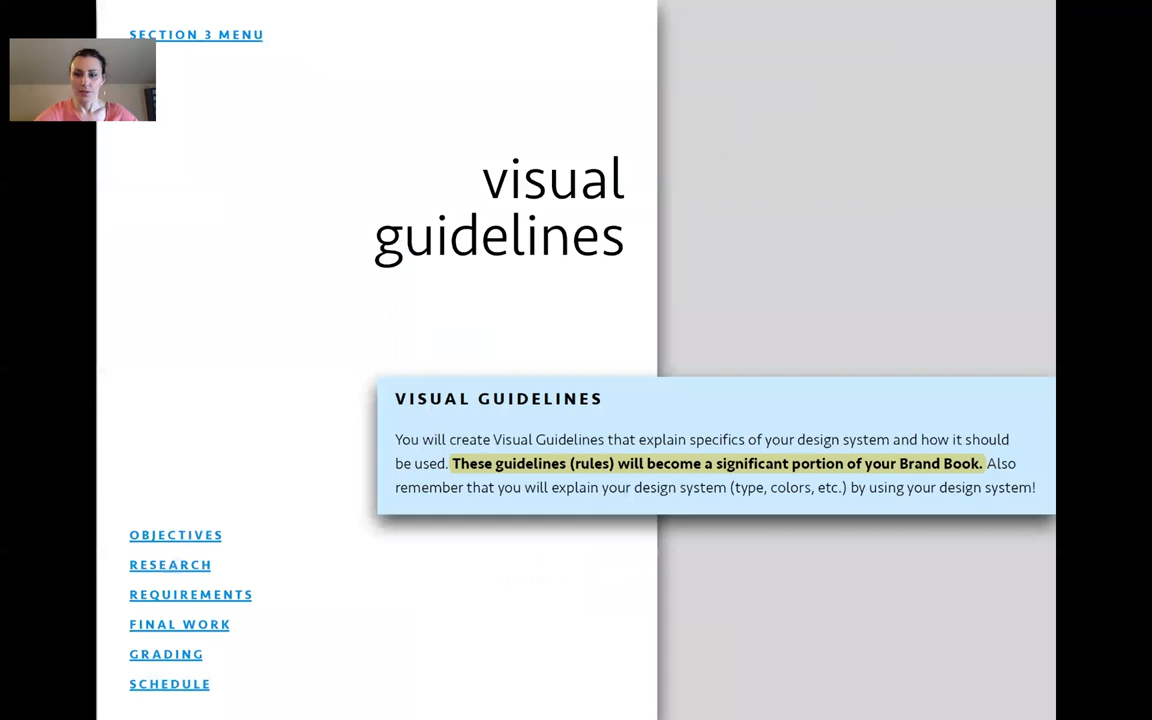 SECTION 3 MENU
visual
guidelines
VISUAL GUIDELINES
You will create Visual Guidelines that explain specifics of your design system and how it should
be used. These guidelines (rules) will become a significant portion of your Brand Book. Also
remember that you will explain your design system (type, colors, etc.) by using your design system!
OBJECTIVES
RESEARCH
REQUIREMENTS
FINAL WORK
GRADING
SCHEDULE